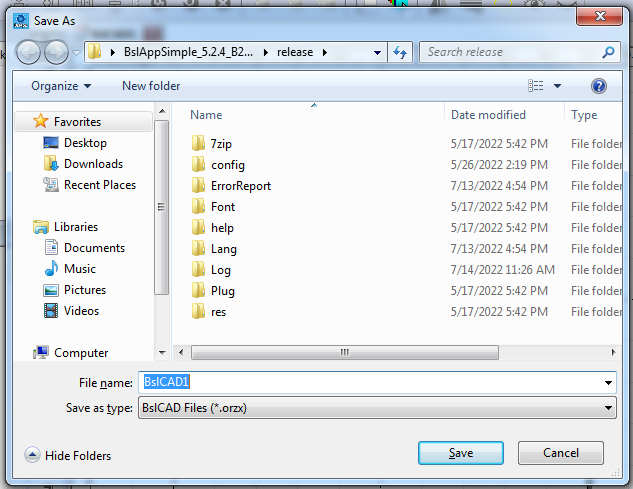 Save As
BslAppSimple_5.2.4_B2... release
Search release
Organize New folder
Name Date modified Type
Favorites
Desktop
Downloads
Recent Places
Libraries
Documents
Music
Pictures
Videos
Computer
7zip 5/17/2022 5:42 PM File folder
config 5/26/2022 2:19 PM File folder
ErrorReport 7/13/2022 4:54 PM File folder
Font 5/17/2022 5:42 PM File folder
help 5/17/2022 5:42 PM File folder
Lang 7/13/2022 4:54 PM File folder
Log 7/14/2022 11:26 AM File folder
Plug 5/17/2022 5:42 PM File folder
res 5/17/2022 5:42 PM File folder
File name: BslCAD1
Save as type: BslCAD Files (*.orzx)
Hide Folders
Save Cancel